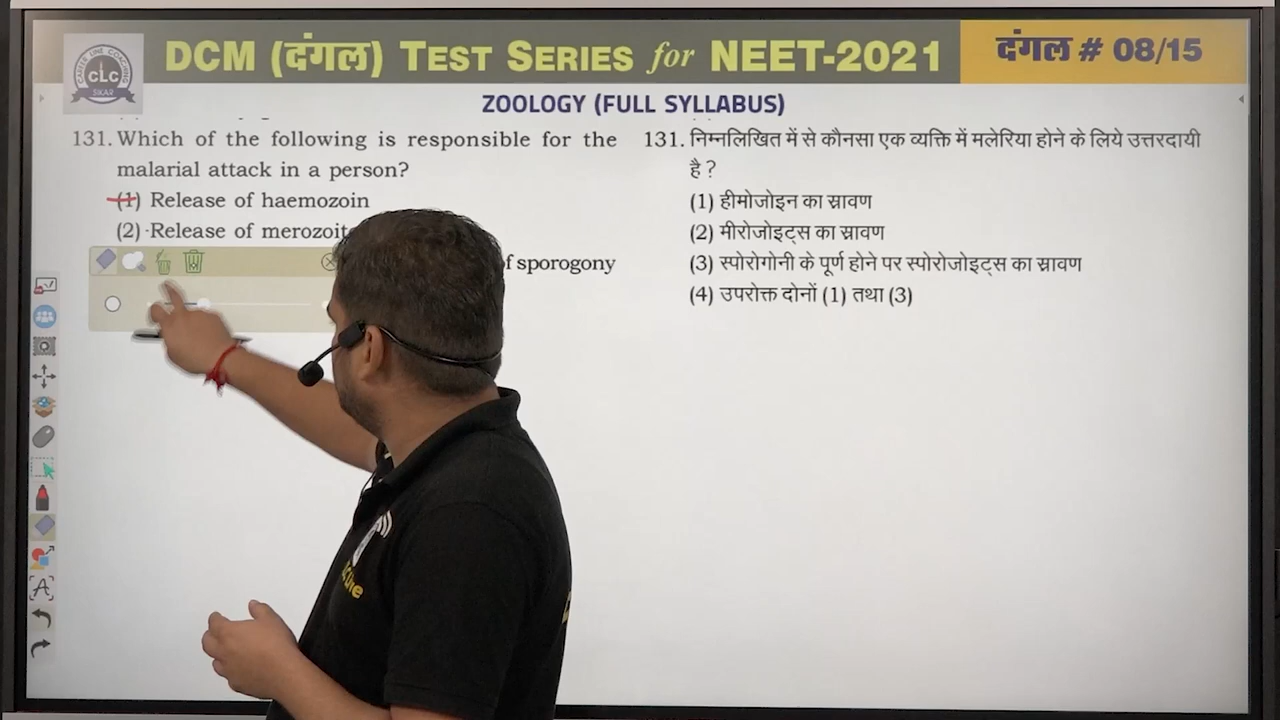 DCM (दंगल) TEST SERIES for NEET-2021
दंगल # 08/15
CAREER LINE COACHING
CLC
SIKAR
ZOOLOGY (FULL SYLLABUS)
131. Which of the following is responsible for the
malarial attack in a person?
(1) Release of haemozoin
(2) Release of merozoit
f sporogony
131. निम्नलिखित में से कौनसा एक व्यक्ति में मलेरिया होने के लिये उत्तरदायी
है ?
(1) हीमोजोइन का स्रावण
(2) मीरोजोइट्स का स्रावण
(3) स्पोरोगोनी के पूर्ण होने पर स्पोरोजोइट्स का स्रावण
(4) उपरोक्त दोनों (1) तथा (3)